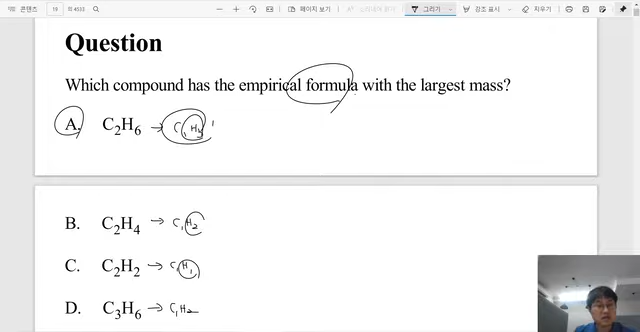 콘텐츠 19 의 4533 페이지 보기 그리기 강조 표시 지우기
Question
Which compound has the empirical formula with the largest mass?
A. C2H6 → C1H3
B. C2H4 → C1H2
C. C2H2 → C1H1
D. C3H6 → C1H2